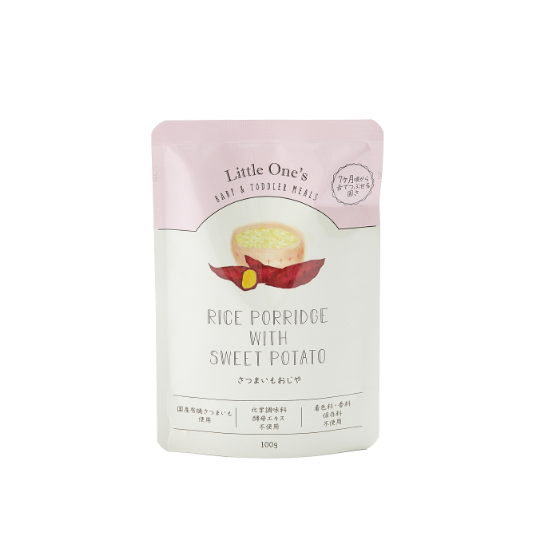 Little One's
BABY & TODDLER MEALS
7ヶ月頃から
舌でつぶせる
固さ
RICE PORRIDGE
WITH
SWEET POTATO
さつまいもおじや
国産有機さつまいも
使用
化学調味料
酵母エキス
不使用
着色料・香料
保存料
不使用
100g